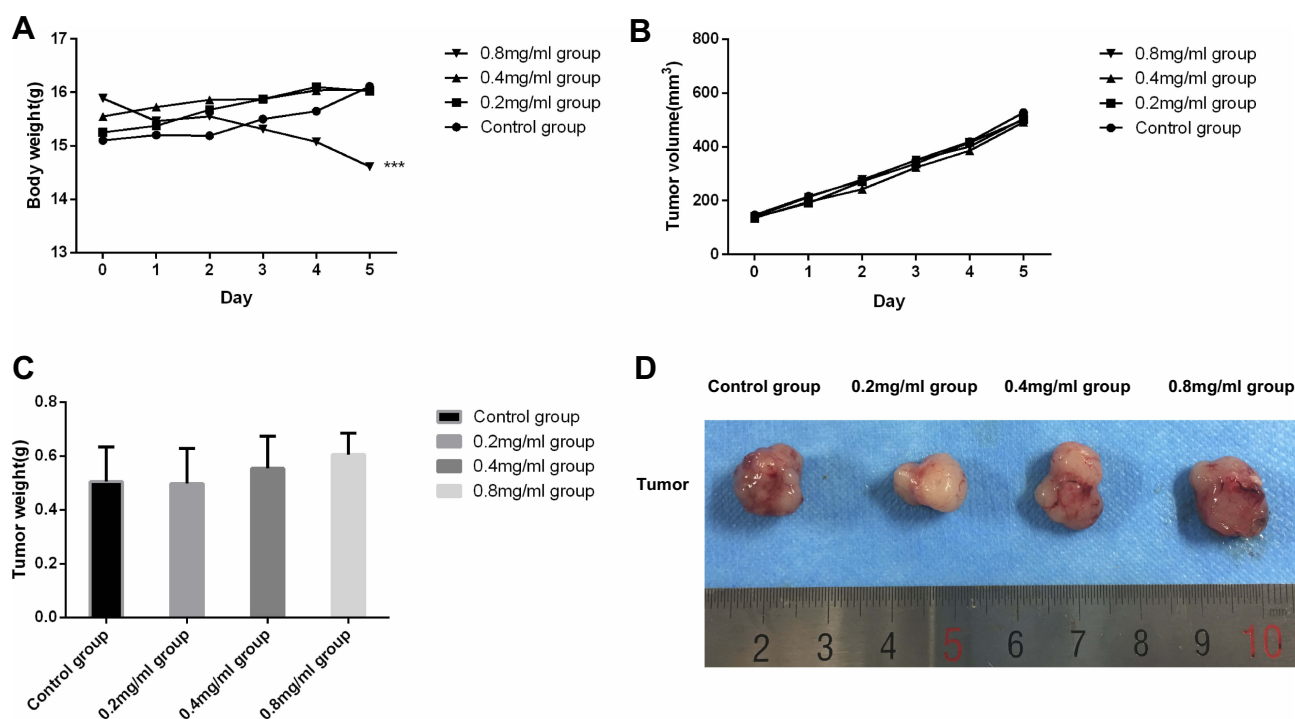 A
Body weight(g)
17
16
15
14
13
0 1 2 3 4 5
Day
***
0.8mg/ml group
0.4mg/ml group
0.2mg/ml group
Control group
B
Tumor volume(mm³)
800
600
400
200
0
0 1 2 3 4 5
Day
0.8mg/ml group
0.4mg/ml group
0.2mg/ml group
Control group
C
Tumor weight(g)
0.8
0.6
0.4
0.2
0.0
Control group
0.2mg/ml group
0.4mg/ml group
0.8mg/ml group
Control group
0.2mg/ml group
0.4mg/ml group
0.8mg/ml group
D
Control group 0.2mg/ml group 0.4mg/ml group 0.8mg/ml group
Tumor
mm
2 3 4 5 6 7 8 9 10